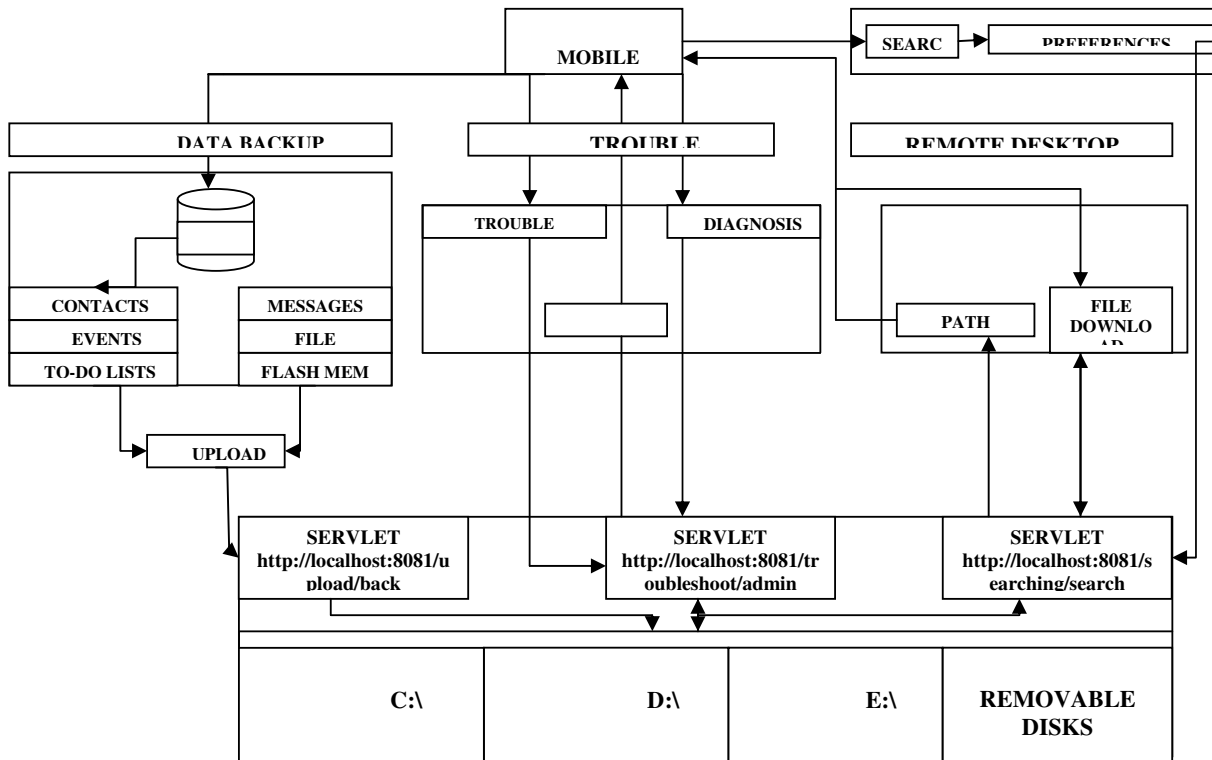 MOBILE
SEARC
PREFERENCES
DATA BACKUP
TROUBLE
REMOTE DESKTOP
TROUBLE
DIAGNOSIS
CONTACTS
MESSAGES
EVENTS
FILE
TO-DO LISTS
FLASH MEM
PATH
FILE
DOWNLO
AD
UPLOAD
SERVLET
http://localhost:8081/u
pload/back
SERVLET
http://localhost:8081/tr
oubleshoot/admin
SERVLET
http://localhost:8081/s
earching/search
C:\
D:\
E:\
REMOVABLE
DISKS